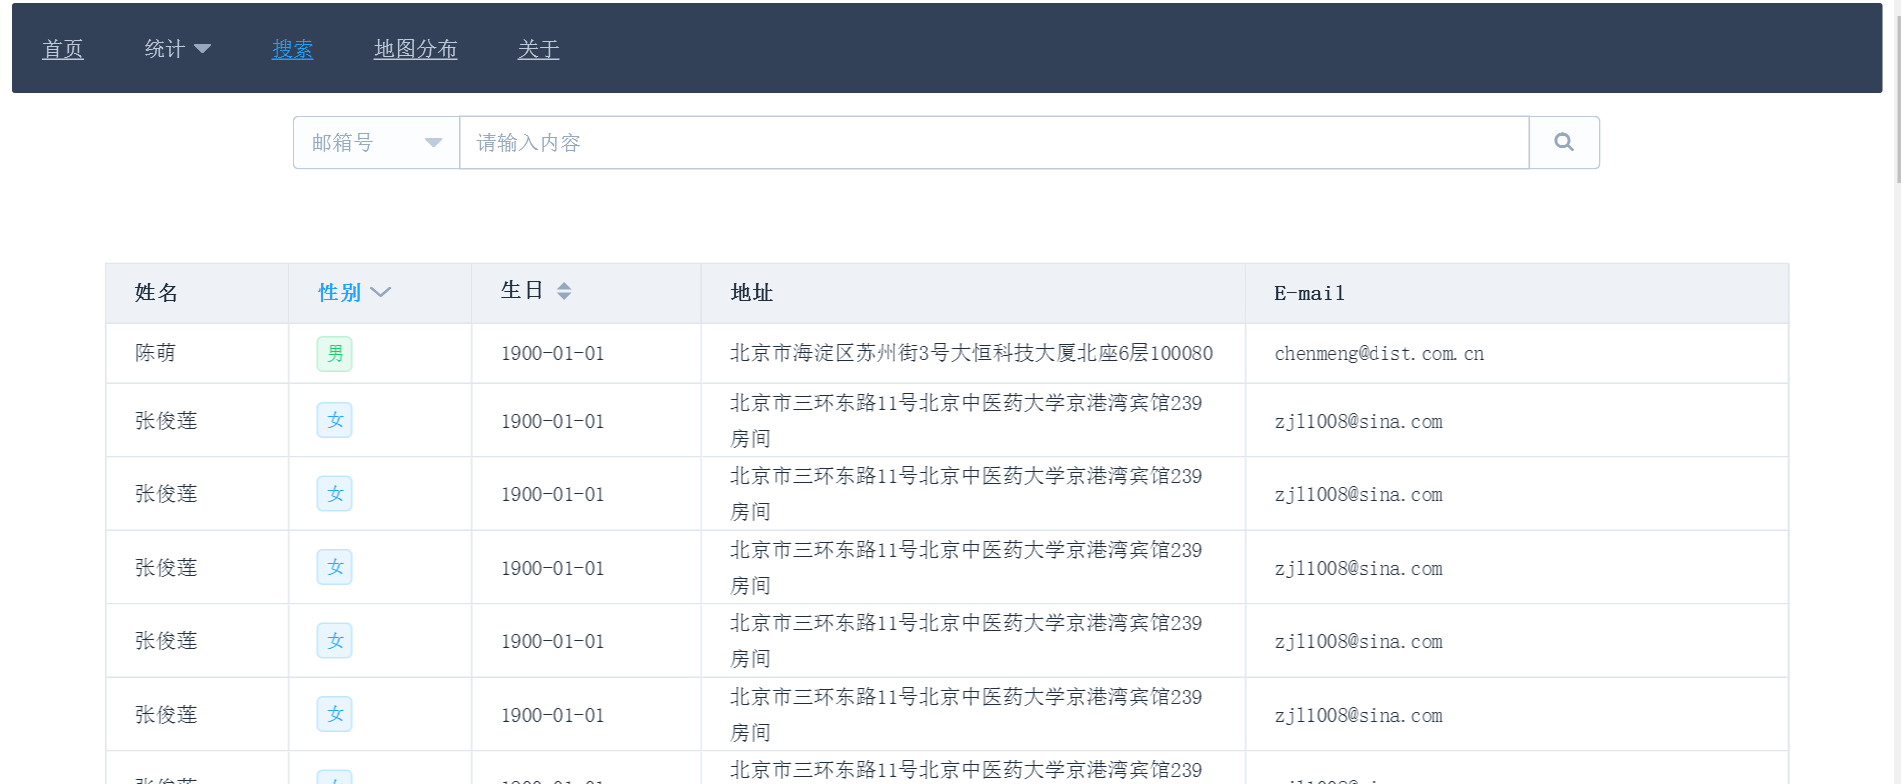 首页 统计 搜索 地图分布 关于
邮箱号 请输入内容
姓名 性别 生日 地址 E-mail
陈萌 男 1900-01-01 北京市海淀区苏州街3号大恒科技大厦北座6层100080 chenmeng@dist.com.cn
张俊莲 女 1900-01-01 北京市三环东路11号北京中医药大学京港湾宾馆239 zjl1008@sina.com
房间
张俊莲 女 1900-01-01 北京市三环东路11号北京中医药大学京港湾宾馆239 zjl1008@sina.com
房间
张俊莲 女 1900-01-01 北京市三环东路11号北京中医药大学京港湾宾馆239 zjl1008@sina.com
房间
张俊莲 女 1900-01-01 北京市三环东路11号北京中医药大学京港湾宾馆239 zjl1008@sina.com
房间
张俊莲 女 1900-01-01 北京市三环东路11号北京中医药大学京港湾宾馆239 zjl1008@sina.com
房间
北京市三环东路11号北京中医药大学京港湾宾馆239